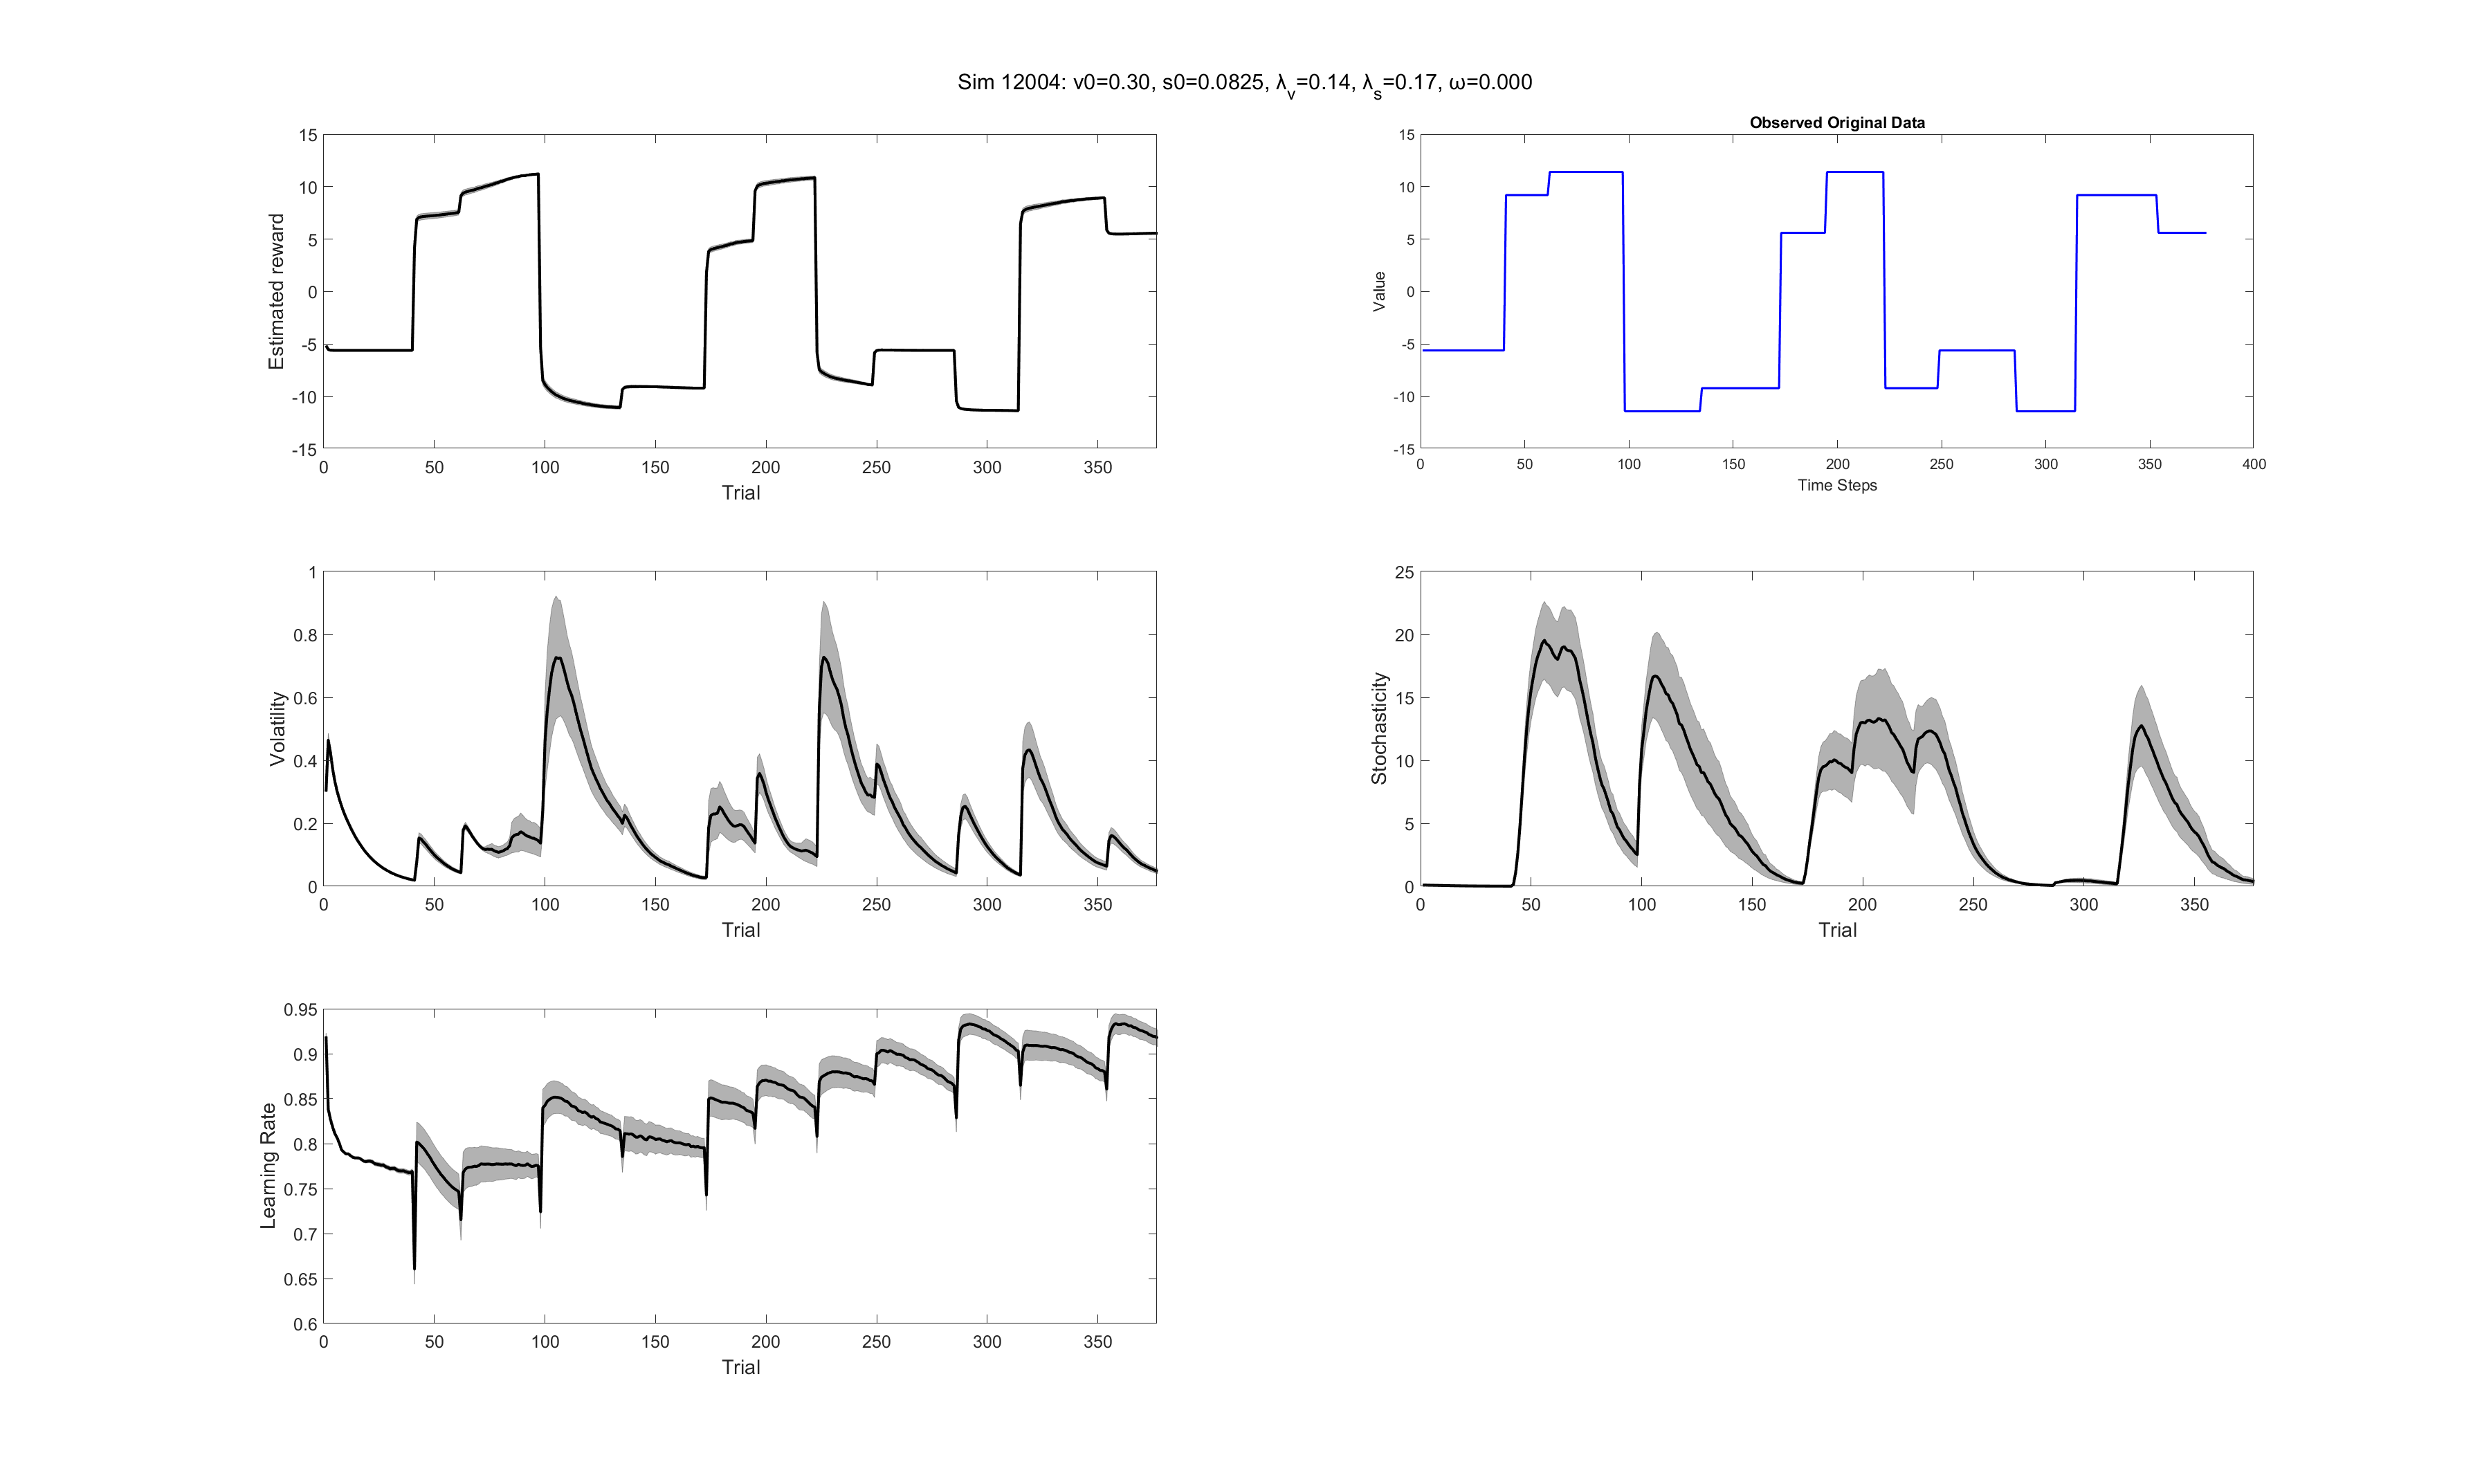 Sim 12004: v0=0.30, s0=0.0825, λv=0.14, λs=0.17, ω=0.000
15
10
5
0
-5
-10
-15
Estimated reward
0 50 100 150 200 250 300 350
Trial
Observed Original Data
15
10
5
0
-5
-10
-15
Value
0 50 100 150 200 250 300 350 400
Time Steps
1
0.8
0.6
0.4
0.2
0
Volatility
0 50 100 150 200 250 300 350
Trial
25
20
15
10
5
0
Stochasticity
0 50 100 150 200 250 300 350
Trial
0.95
0.9
0.85
0.8
0.75
0.7
0.65
0.6
Learning Rate
0 50 100 150 200 250 300 350
Trial